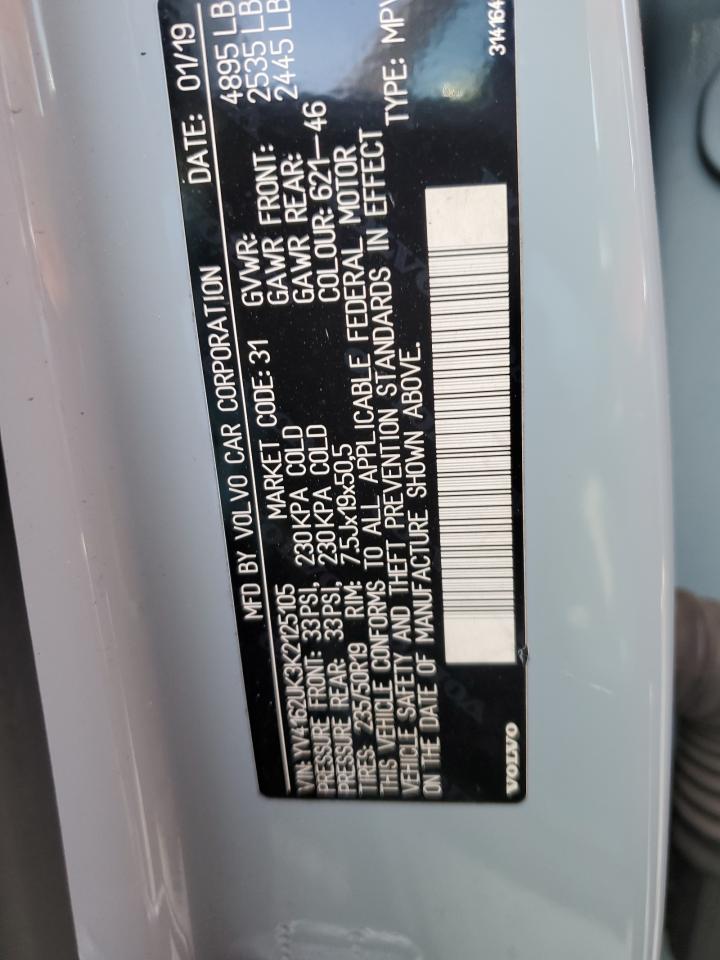 MFD BY VOLVO CAR CORPORATION DATE: 01/19
MARKET CODE: 31 GVWR: 4895 LB
GAWR FRONT: 2535 LB
VIN: YV4162UK3K2125105 GAWR REAR: 2445 LB
PRESSURE FRONT: 33PSI, 230KPA COLD COLOUR: 621-46
PRESSURE REAR: 33PSI, 230KPA COLD
TIRES: 235/50R19 RIM: 7.5Jx19x50,5
THIS VEHICLE CONFORMS TO ALL APPLICABLE FEDERAL MOTOR
VEHICLE SAFETY AND THEFT PREVENTION STANDARDS IN EFFECT
ON THE DATE OF MANUFACTURE SHOWN ABOVE. TYPE: MPV
VOLVO 314164